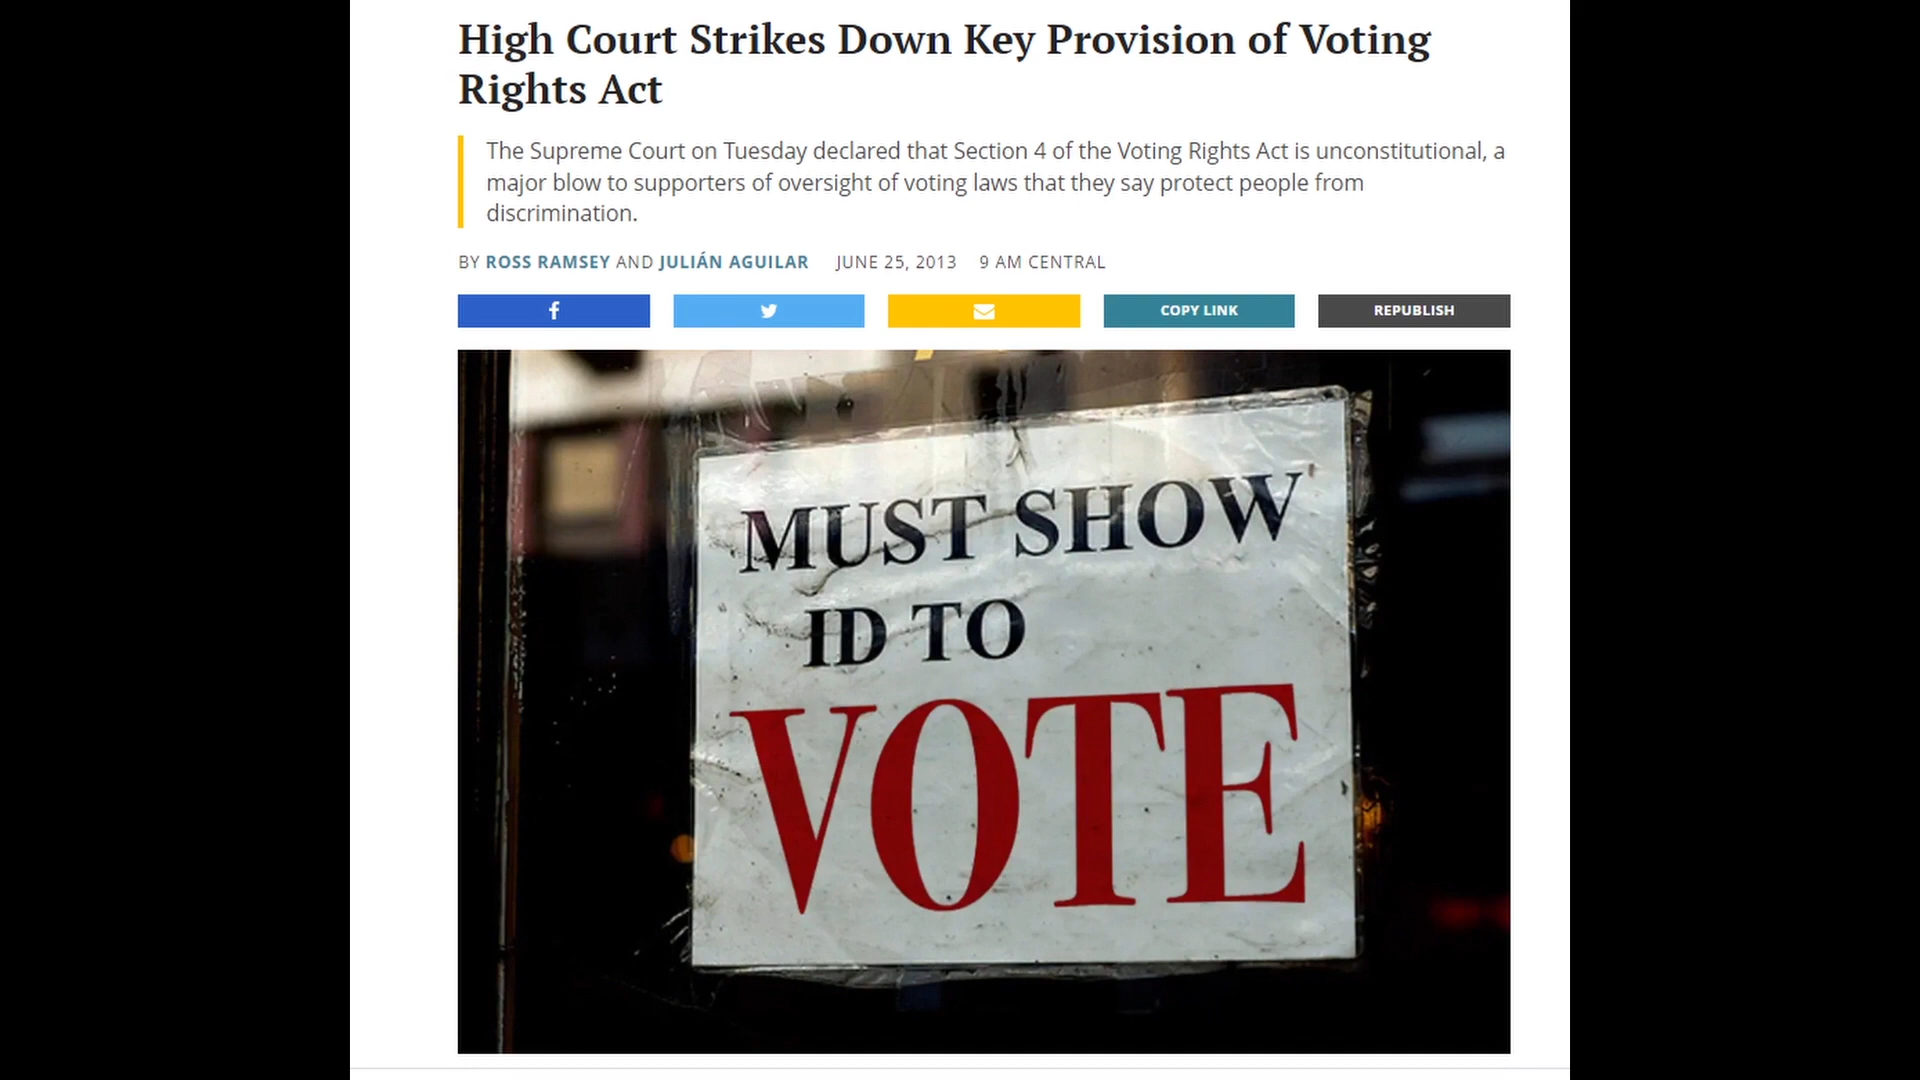 High Court Strikes Down Key Provision of Voting
Rights Act
The Supreme Court on Tuesday declared that Section 4 of the Voting Rights Act is unconstitutional, a
major blow to supporters of oversight of voting laws that they say protect people from
discrimination.
BY ROSS RAMSEY AND JULIÁN AGUILAR JUNE 25, 2013 9 AM CENTRAL
COPY LINK REPUBLISH
MUST SHOW
ID TO
VOTE